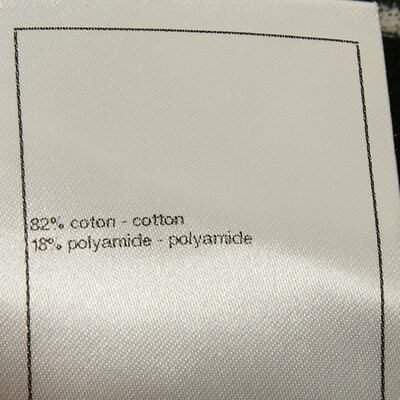 82% coton - cotton
18% polyamide - polyamide